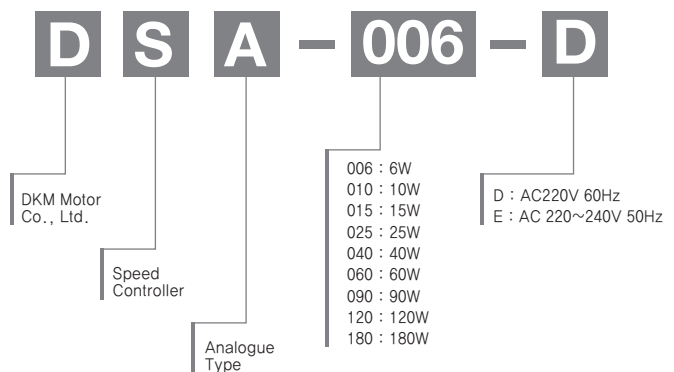 D S A - 006 - D
DKM Motor
Co., Ltd.
Speed
Controller
Analogue
Type
006 : 6W
010 : 10W
015 : 15W
025 : 25W
040 : 40W
060 : 60W
090 : 90W
120 : 120W
180 : 180W
D : AC220V 60Hz
E : AC 220~240V 50Hz